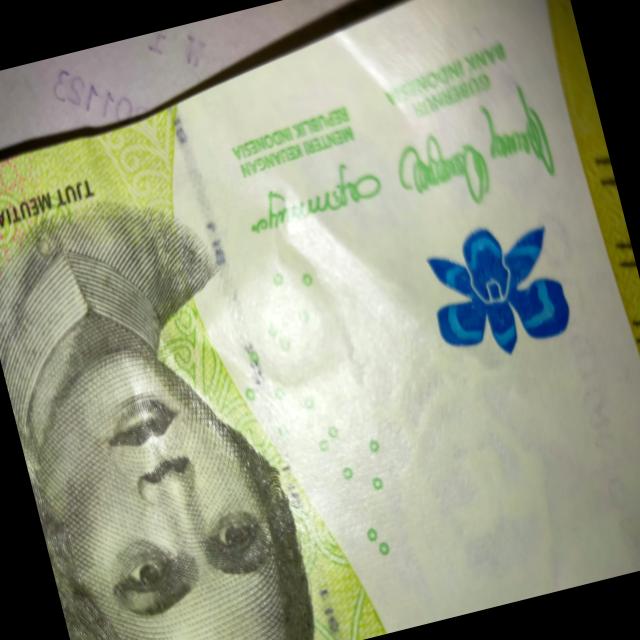 GUBERNUR
BANK INDONESIA
MENTERI KEUANGAN
REPUBLIK INDONESIA
TJUT MEUTIA